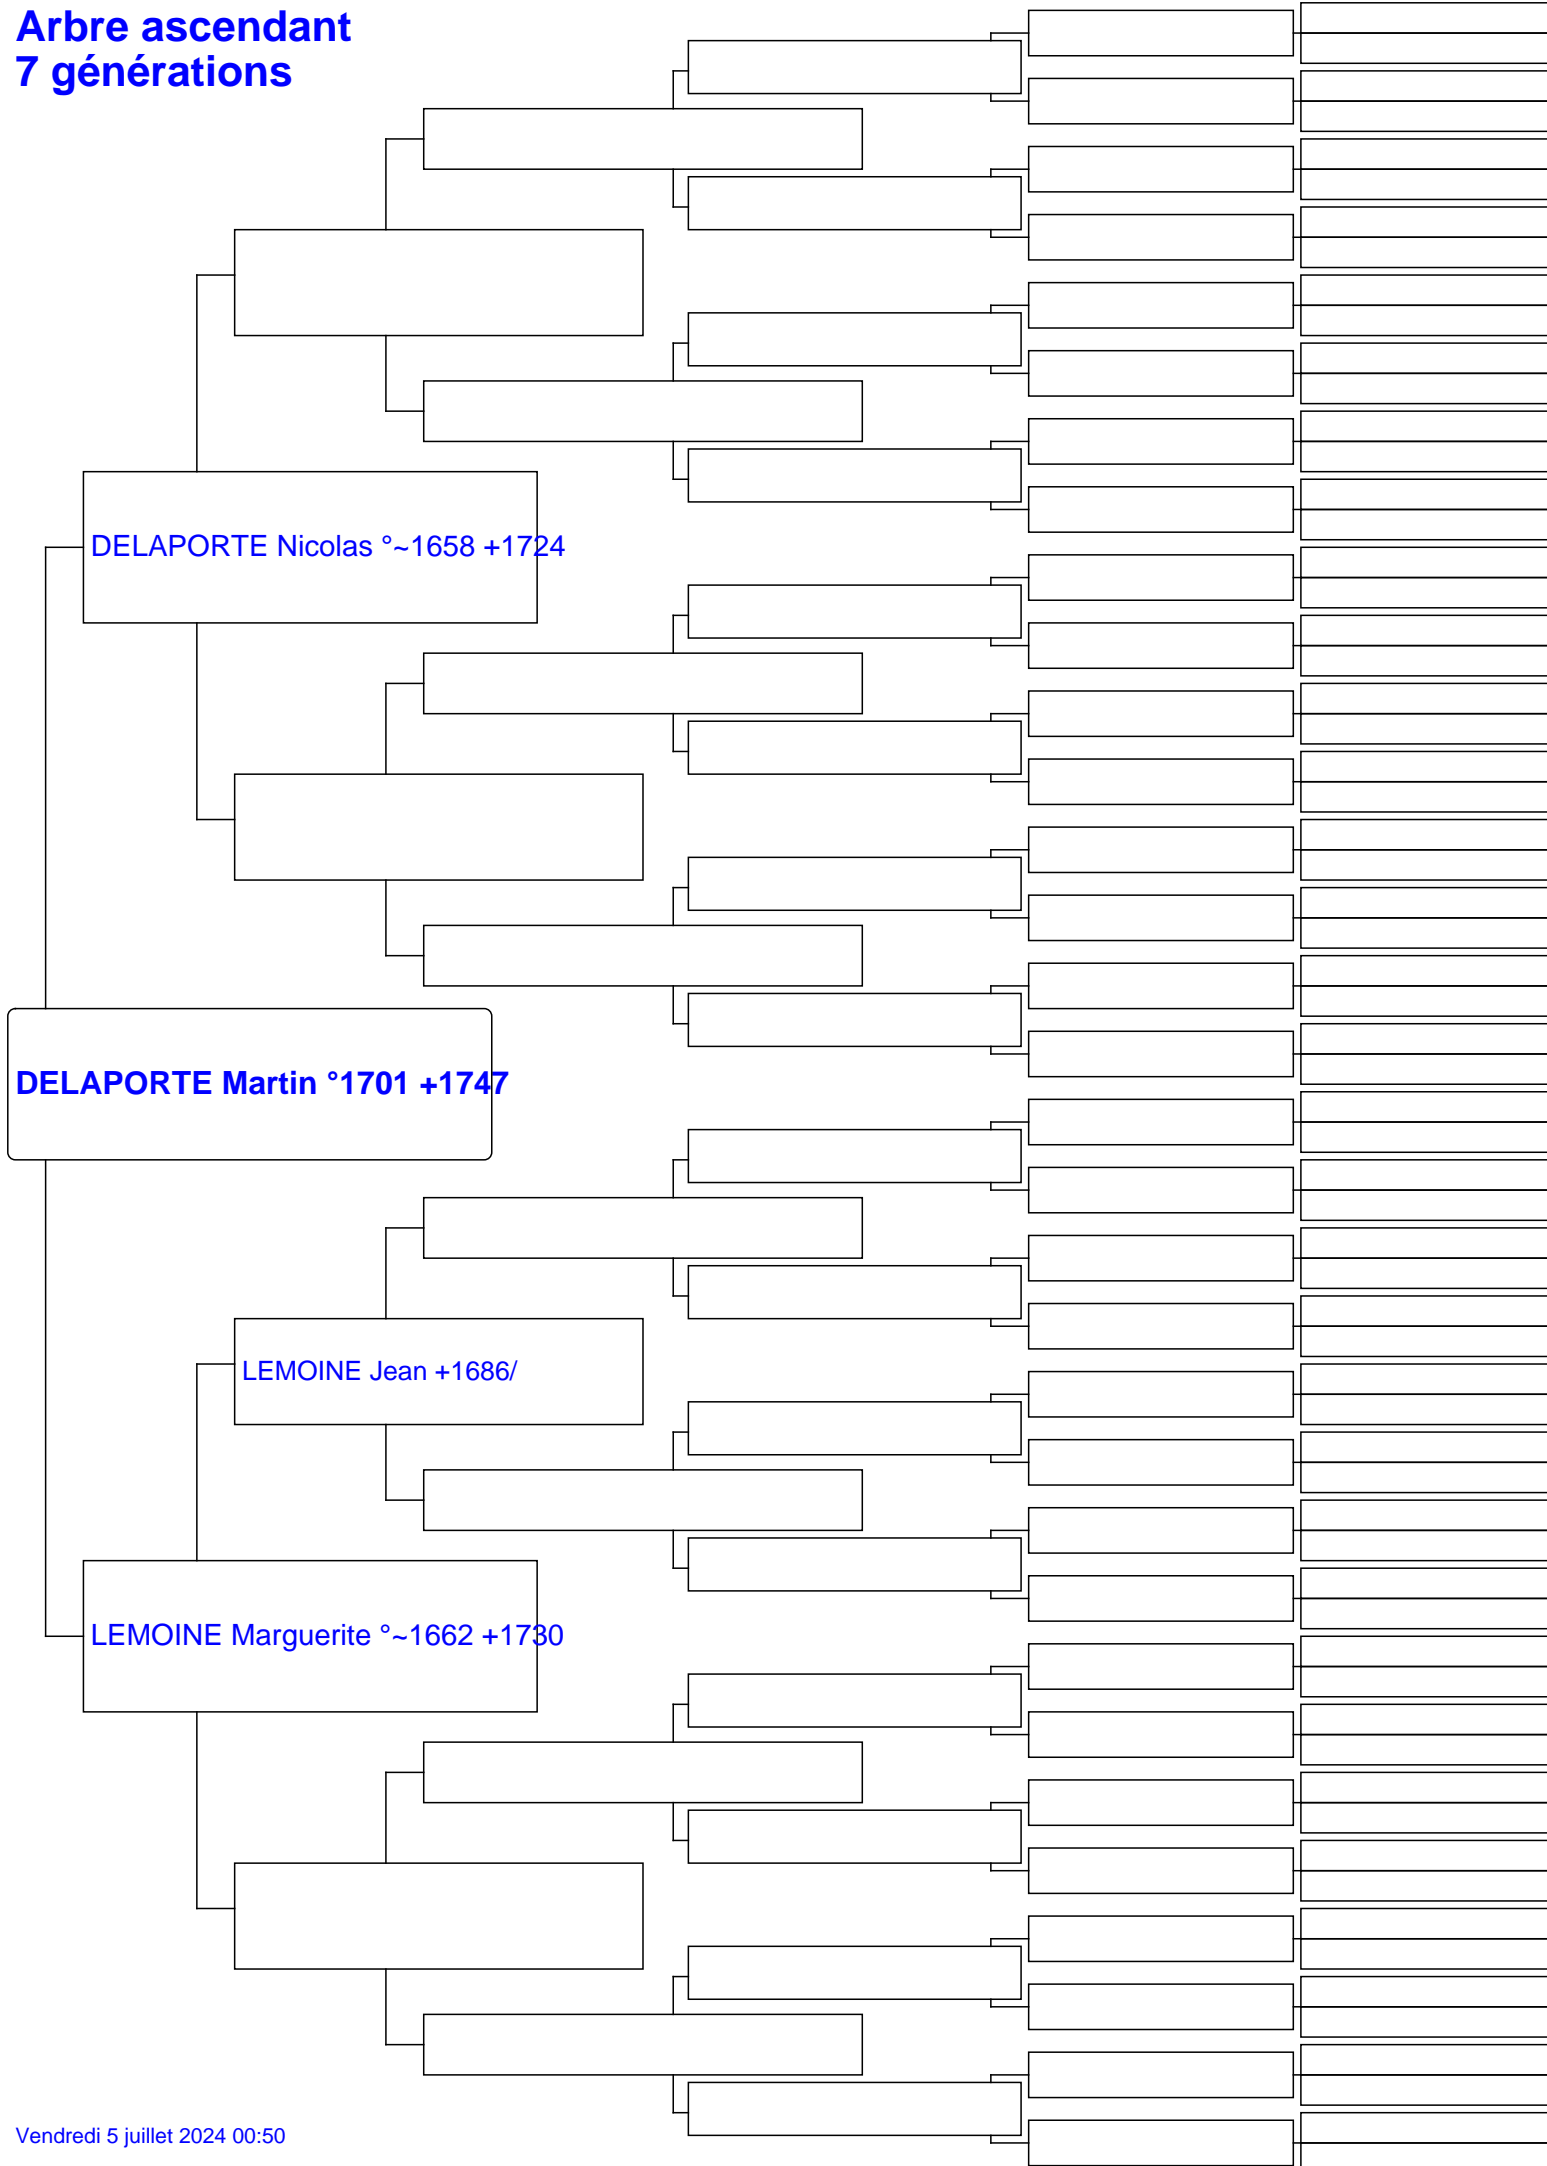 Arbre ascendant
7 générations
DELAPORTE Nicolas °~1658 +1724
DELAPORTE Martin °1701 +1747
LEMOINE Jean +1686/
LEMOINE Marguerite °~1662 +1730
Vendredi 5 juillet 2024 00:50